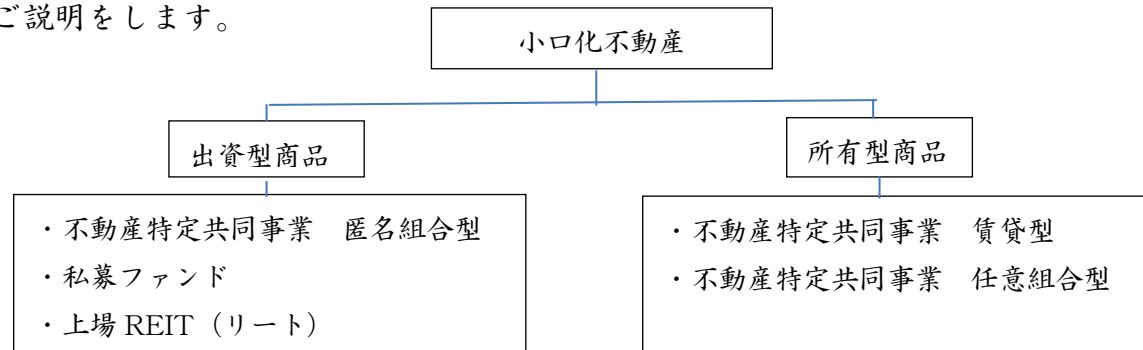 ご説明をします。
小口化不動産
出資型商品
所有型商品
・不動産特定共同事業　匿名組合型
・私募ファンド
・上場 REIT（リート）
・不動産特定共同事業　賃貸型
・不動産特定共同事業　任意組合型